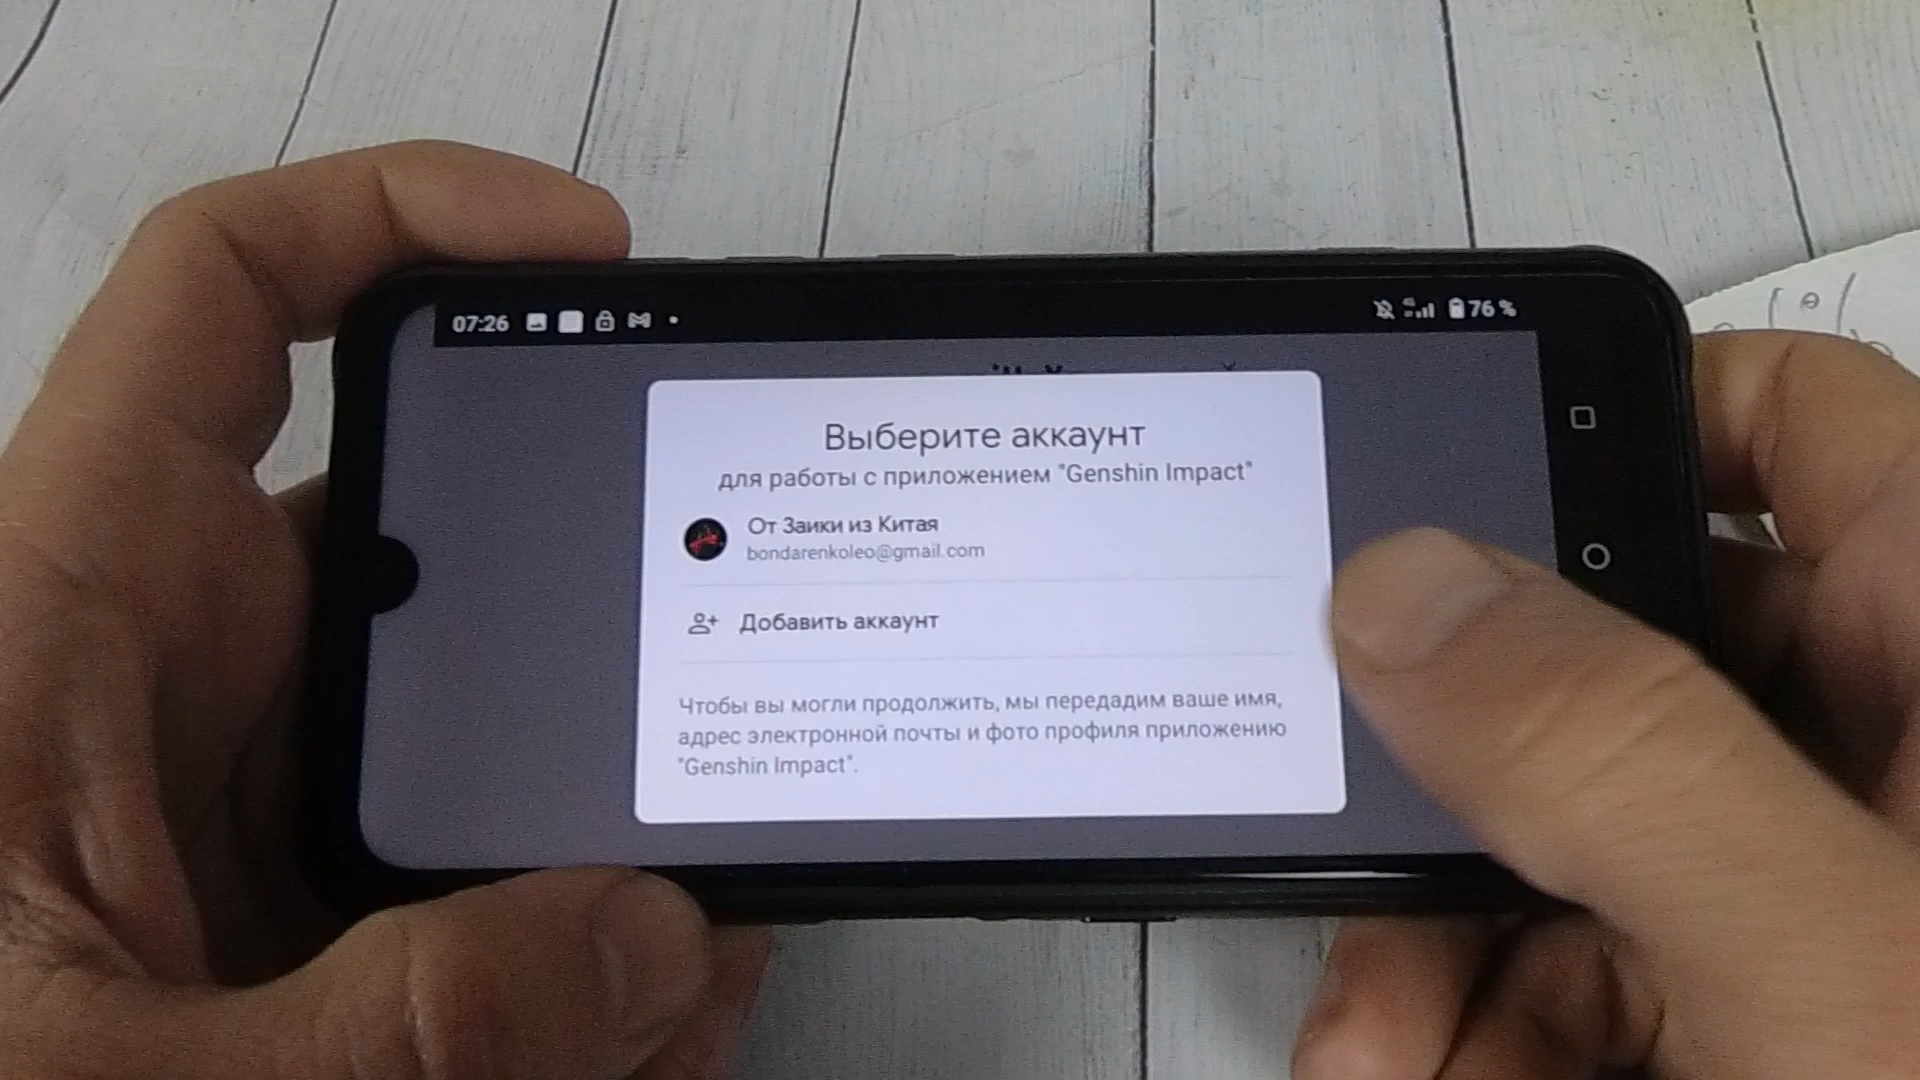 07:26 76 %
Выберите аккаунт
для работы с приложением "Genshin Impact"
От Заики из Китая
bondarenkoleo@gmail.com
Добавить аккаунт
Чтобы вы могли продолжить, мы передадим ваше имя,
адрес электронной почты и фото профиля приложению
"Genshin Impact".